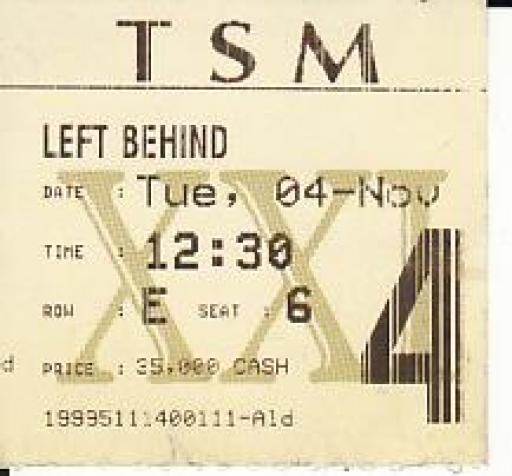 TSM
LEFT BEHIND
DATE : Tue, 04-Nov
TIME : 12:30
ROW : E SEAT : 6
PRICE : 35,000 CASH
19995111400111-Ald
XXI
4
d